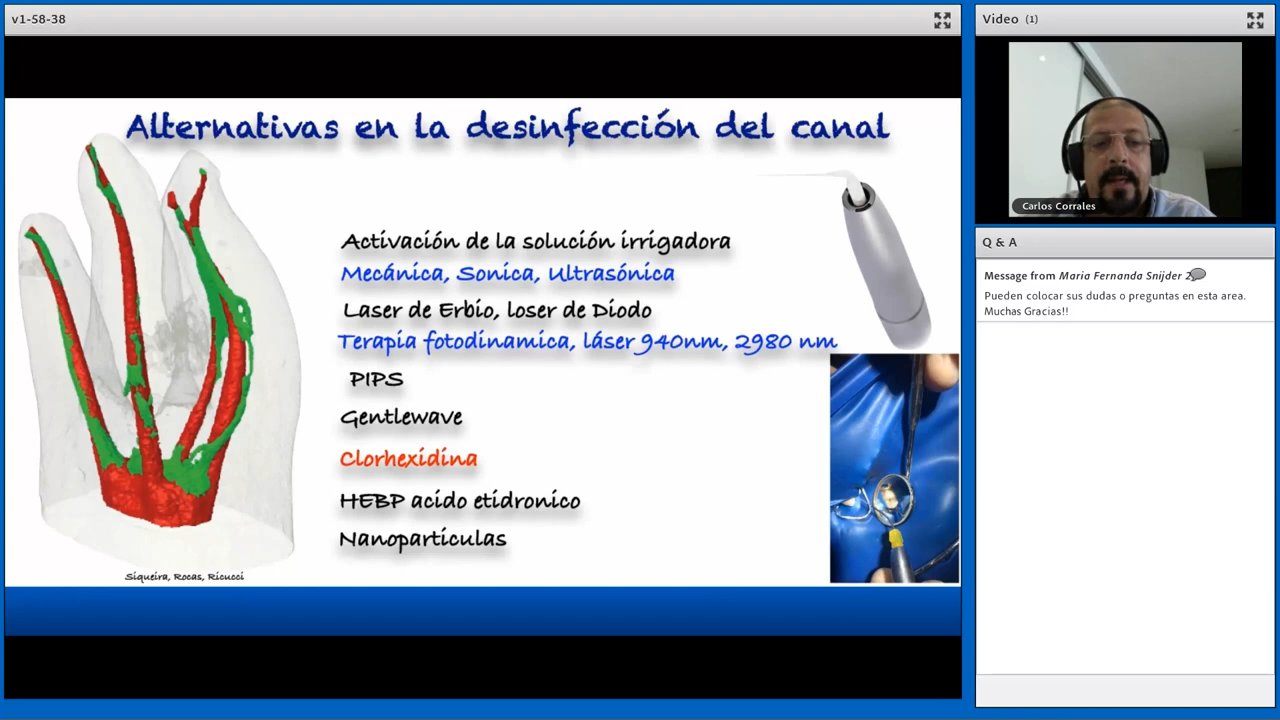 v1-58-38
Alternativas en la desinfección del canal
Activación de la solución irrigadora
Mecánica, Sonica, Ultrasónica
Laser de Erbio, loser de Diodo
Terapia fotodinamica, láser 940nm, 2980 nm
PIPS
Gentlewave
Clorhexidina
HEBP acido etidronico
Nanopartículas
Siqueira, Rocas, Ricucci
Video (1)
Carlos Corrales
Q & A
Message from Maria Fernanda Snijder 2
Pueden colocar sus dudas o preguntas en esta area.
Muchas Gracias!!